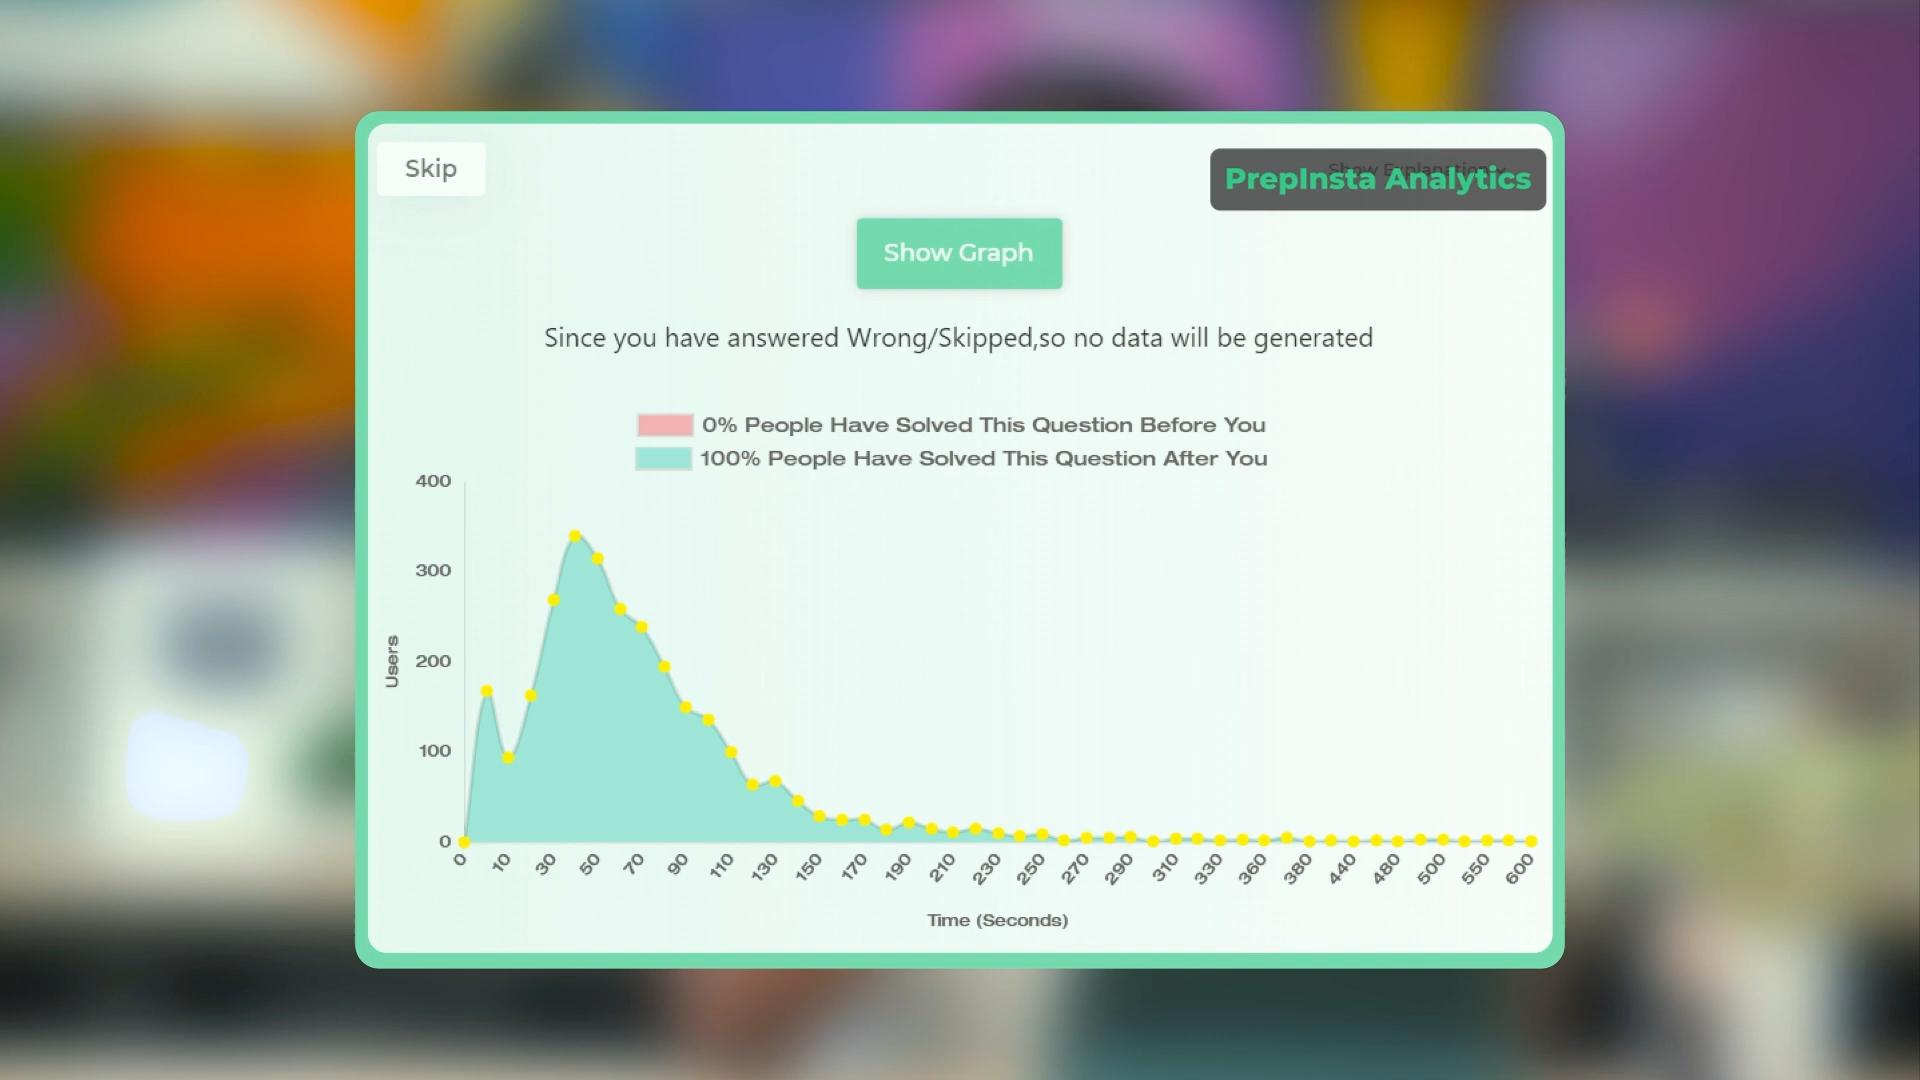 Skip
Show Explanation
PrepInsta Analytics
Show Graph
Since you have answered Wrong/Skipped,so no data will be generated
0% People Have Solved This Question Before You
100% People Have Solved This Question After You
400
300
200
100
0
Users
0 10 30 50 70 90 110 130 150 170 190 210 230 250 270 290 310 330 360 380 440 480 500 550 600
Time (Seconds)